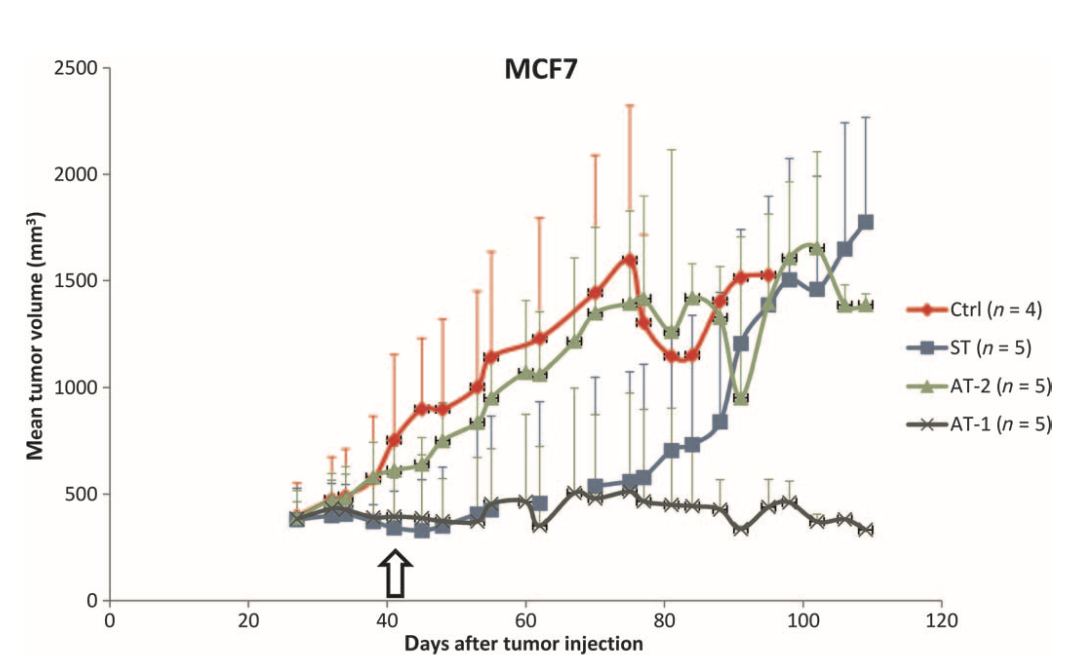 MCF7
Mean tumor volume (mm³)
2500
2000
1500
1000
500
0
0 20 40 60 80 100 120
Days after tumor injection
Ctrl (n = 4)
ST (n = 5)
AT-2 (n = 5)
AT-1 (n = 5)